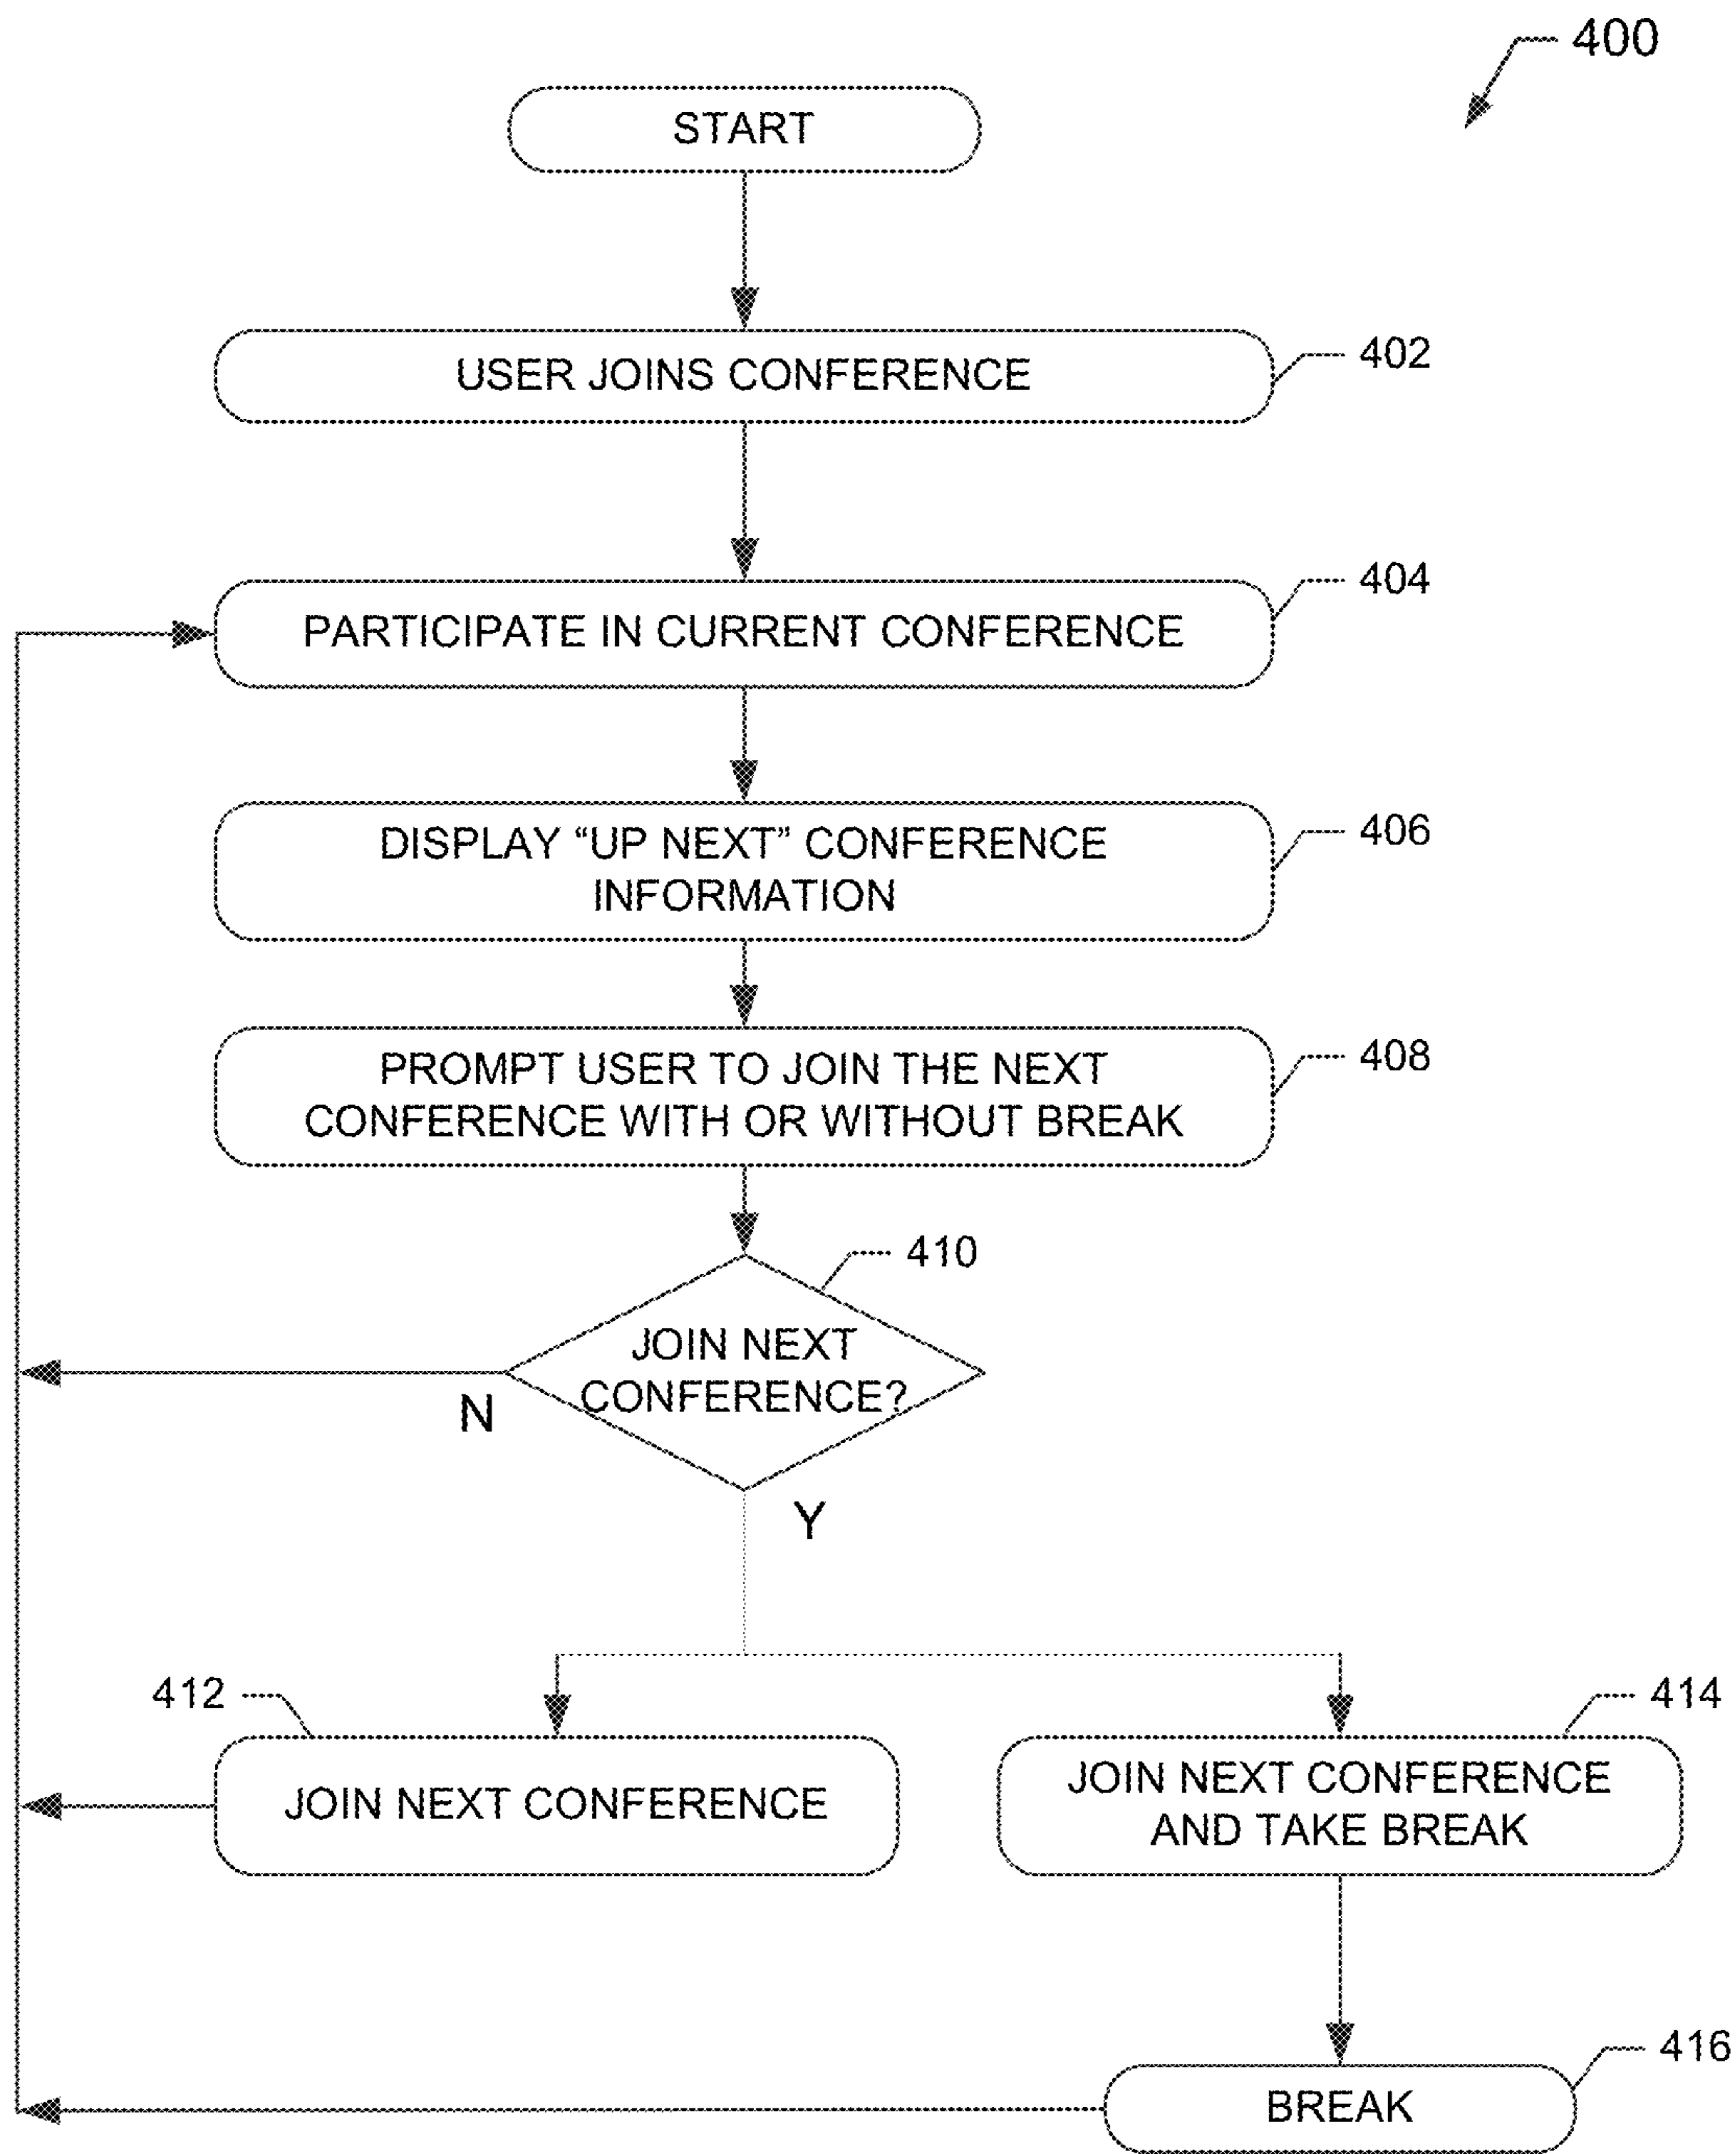 400
START
USER JOINS CONFERENCE
402
PARTICIPATE IN CURRENT CONFERENCE
404
DISPLAY “UP NEXT” CONFERENCE
INFORMATION
406
PROMPT USER TO JOIN THE NEXT
CONFERENCE WITH OR WITHOUT BREAK
408
410
JOIN NEXT
CONFERENCE?
N
Y
412
JOIN NEXT CONFERENCE
414
JOIN NEXT CONFERENCE
AND TAKE BREAK
416
BREAK